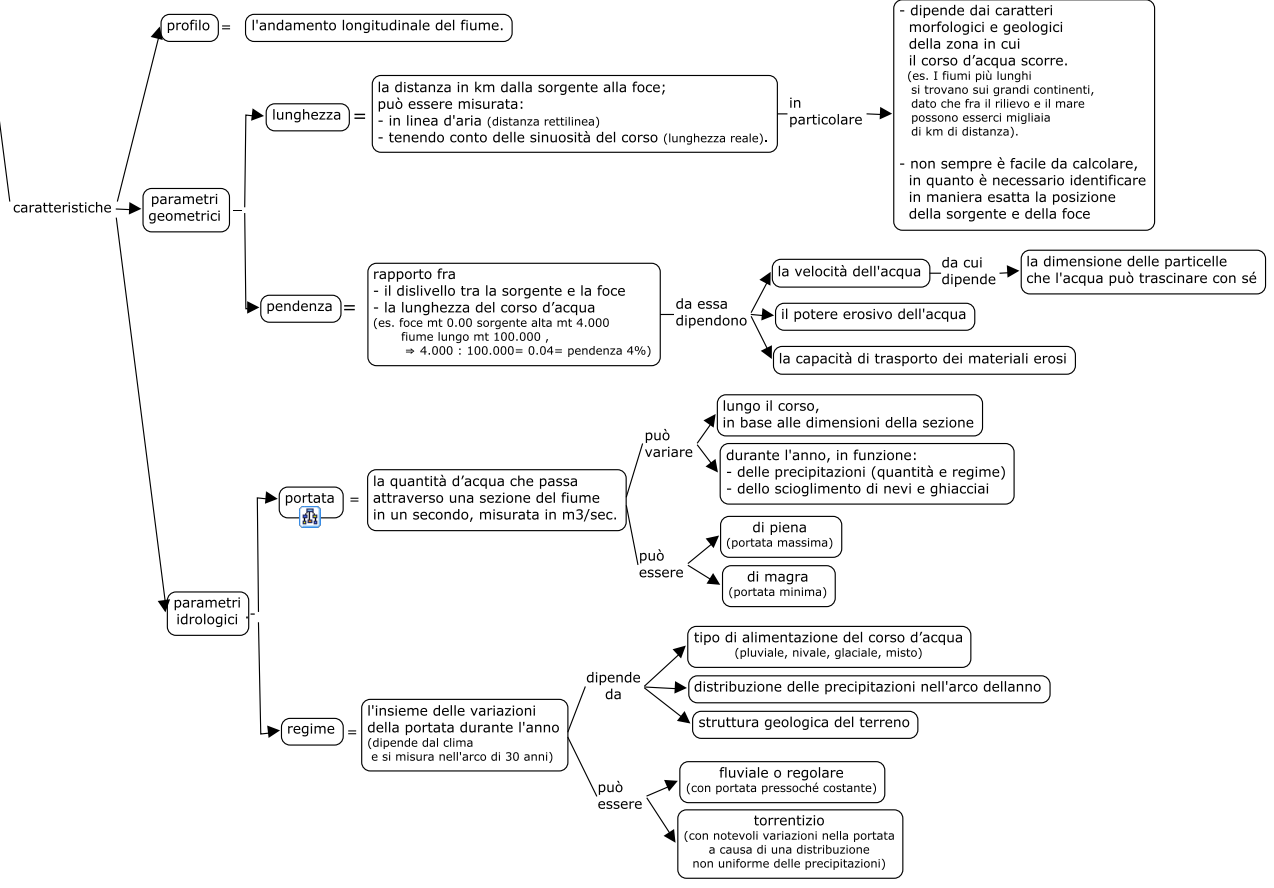 profilo
=
l'andamento longitudinale del fiume.
caratteristiche
parametri
geometrici
lunghezza
=
la distanza in km dalla sorgente alla foce;
può essere misurata:
- in linea d'aria (distanza rettilinea)
- tenendo conto delle sinuosità del corso (lunghezza reale).
in
particolare
- dipende dai caratteri
morfologici e geologici
della zona in cui
il corso d’acqua scorre.
(es. I fiumi più lunghi
si trovano sui grandi continenti,
dato che fra il rilievo e il mare
possono esserci migliaia
di km di distanza).
- non sempre è facile da calcolare,
in quanto è necessario identificare
in maniera esatta la posizione
della sorgente e della foce
pendenza
=
rapporto fra
- il dislivello tra la sorgente e la foce
- la lunghezza del corso d’acqua
(es. foce mt 0.00 sorgente alta mt 4.000
fiume lungo mt 100.000 ,
⇒ 4.000 : 100.000= 0.04= pendenza 4%)
da essa
dipendono
la velocità dell'acqua
da cui
dipende
la dimensione delle particelle
che l'acqua può trascinare con sé
il potere erosivo dell'acqua
la capacità di trasporto dei materiali erosi
parametri
idrologici
portata
=
la quantità d’acqua che passa
attraverso una sezione del fiume
in un secondo, misurata in m3/sec.
può
variare
lungo il corso,
in base alle dimensioni della sezione
durante l'anno, in funzione:
- delle precipitazioni (quantità e regime)
- dello scioglimento di nevi e ghiacciai
può
essere
di piena
(portata massima)
di magra
(portata minima)
regime
=
l'insieme delle variazioni
della portata durante l'anno
(dipende dal clima
e si misura nell'arco di 30 anni)
dipende
da
tipo di alimentazione del corso d’acqua
(pluviale, nivale, glaciale, misto)
distribuzione delle precipitazioni nell'arco dellanno
struttura geologica del terreno
può
essere
fluviale o regolare
(con portata pressoché costante)
torrentizio
(con notevoli variazioni nella portata
a causa di una distribuzione
non uniforme delle precipitazioni)